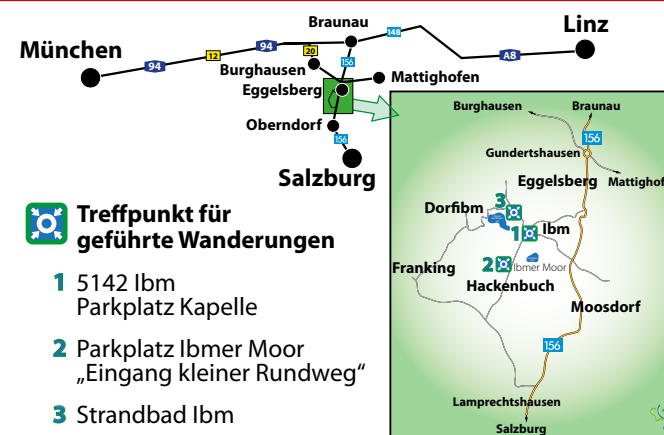 Braunau
Linz
148
München
94
12
94
20
156
A8
94
Burghausen
Mattighofen
Eggelsberg
Oberndorf
156
Salzburg
Treffpunkt für
geführte Wanderungen
1 5142 Ibm
Parkplatz Kapelle
2 Parkplatz Ibmer Moor
„Eingang kleiner Rundweg“
3 Strandbad Ibm
Burghausen
Braunau
156
Gundertshausen
Eggelsberg
Mattighof
3
Dorfibm
1
Ibm
Franking
2
Ibmer Moor
Hackenbuch
Moosdorf
156
Lamprechtshausen
Salzburg